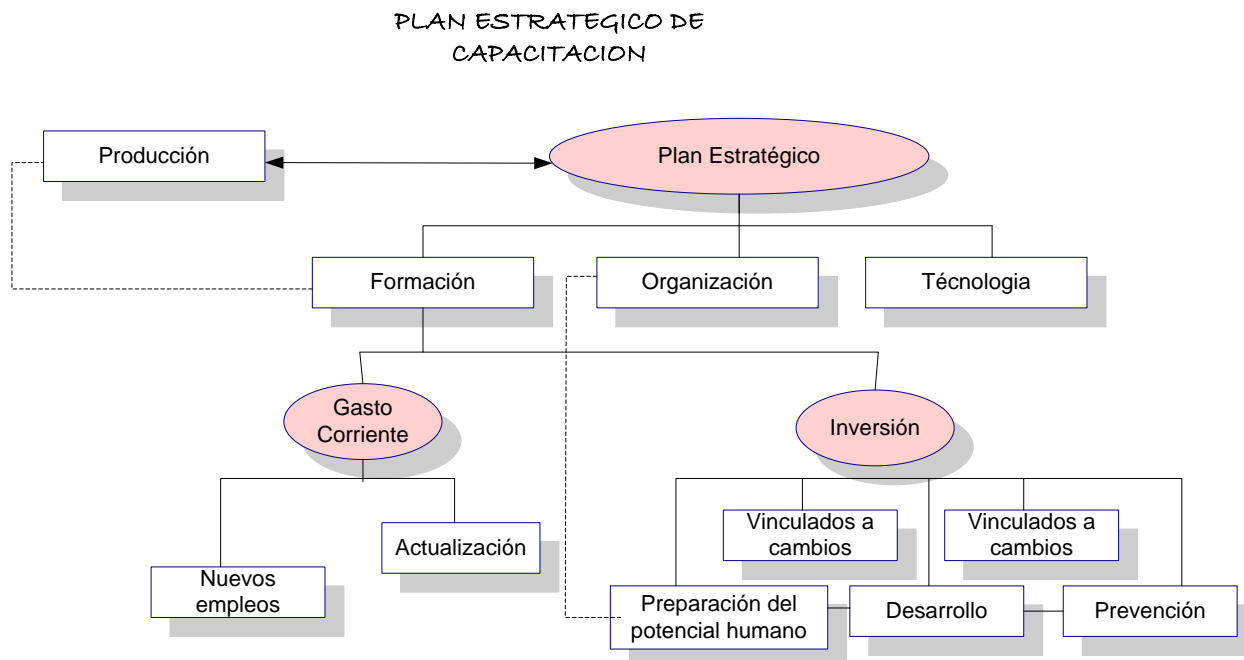 PLAN ESTRATEGICO DE
CAPACITACION
Producción
Plan Estratégico
Formación
Organización
Técnologia
Gasto
Corriente
Inversión
Vinculados a
cambios
Vinculados a
cambios
Actualización
Nuevos
empleos
Preparación del
potencial humano
Desarrollo
Prevención